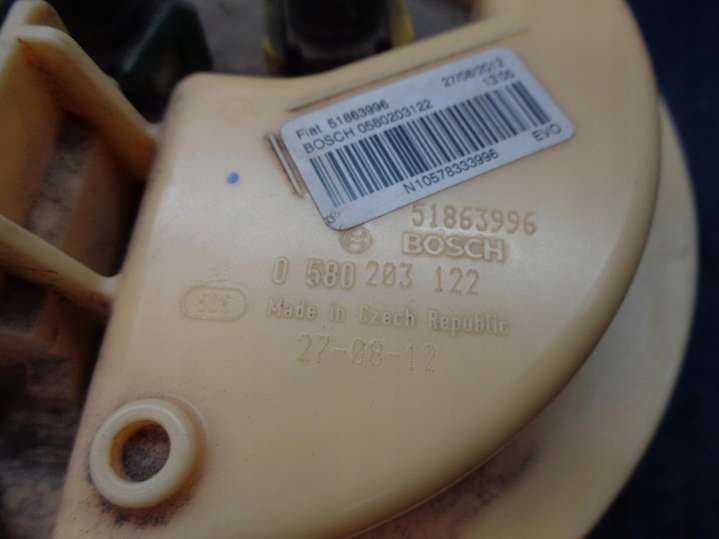 27/08/2012
13:05
Fiat 51863996
BOSCH 0580203122
N10578333996
EVO
51863996
BOSCH
0 580 203 122
Made in Czech Republic
27-08-12